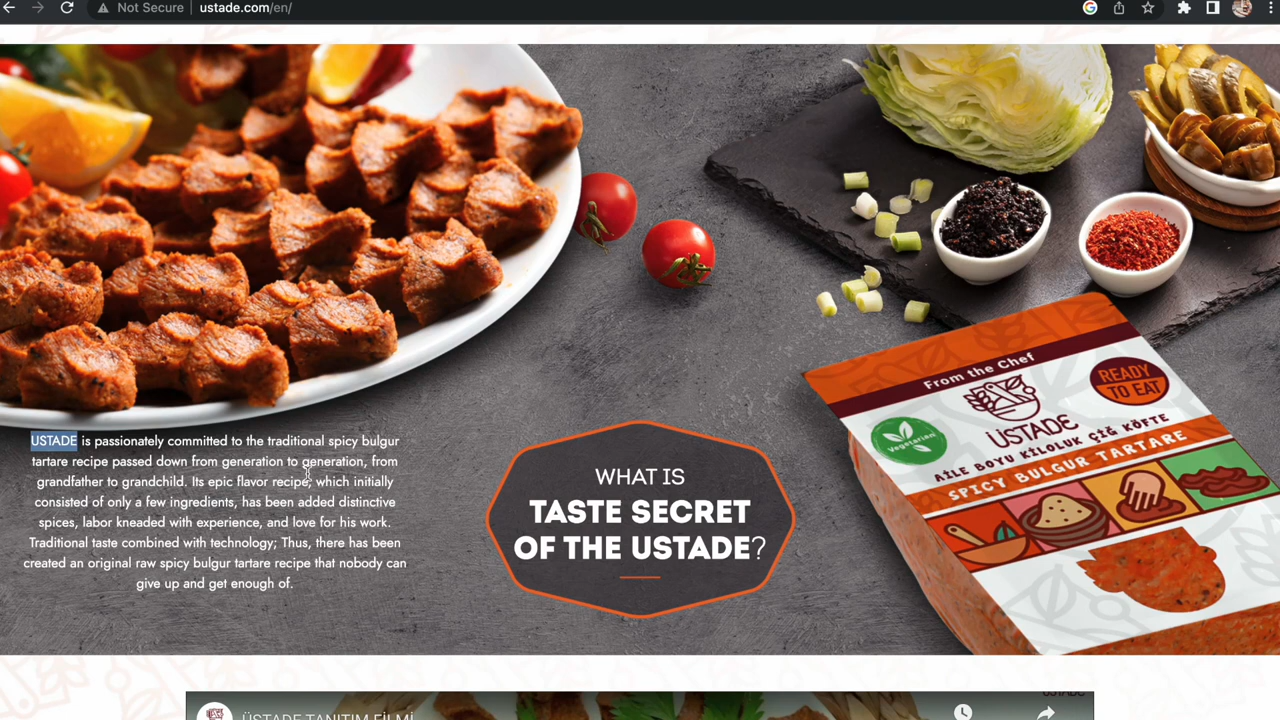 Not Secure
ustade.com/en/
From the Chef
READY
TO EAT
Vegetarian
ÜSTADE
AİLE BOYU KİLOLUK ÇİĞ KÖFTE
SPICY BULGUR TARTARE
USTADE is passionately committed to the traditional spicy bulgur
tartare recipe passed down from generation to generation, from
grandfather to grandchild. Its epic flavor recipe; which initially
consisted of only a few ingredients, has been added distinctive
spices, labor kneaded with experience, and love for his work.
Traditional taste combined with technology; Thus, there has been
created an original raw spicy bulgur tartare recipe that nobody can
give up and get enough of.
WHAT IS
TASTE SECRET
OF THE USTADE?
ÜSTADE TANITIM FİLMİ